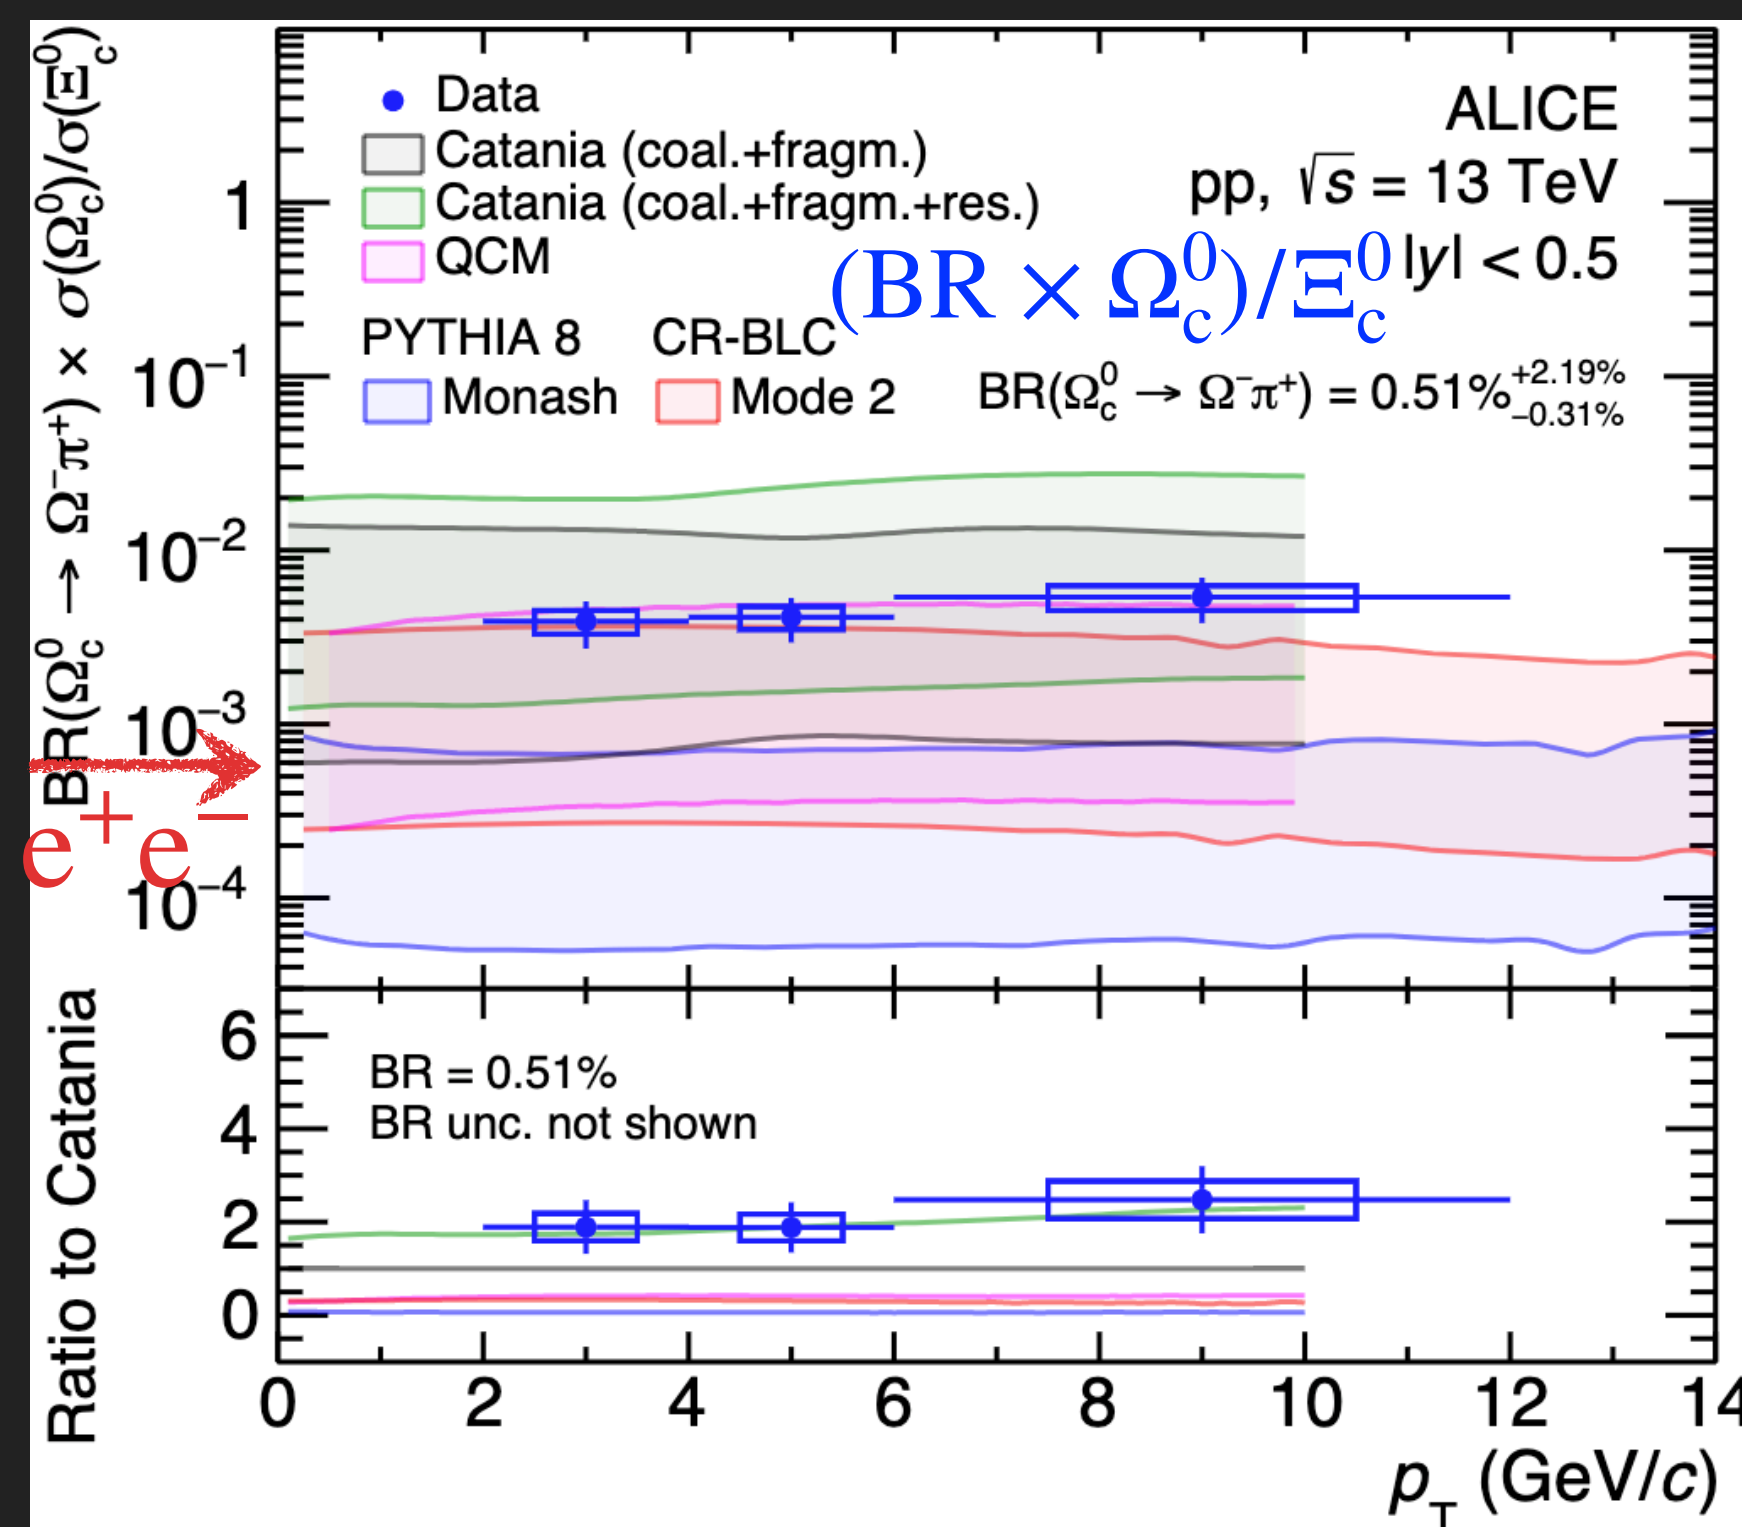 BR(Ω⁰c → Ω⁻π⁺) × σ(Ω⁰c)/σ(Ξ⁰c)
Data
Catania (coal.+fragm.)
Catania (coal.+fragm.+res.)
QCM
PYTHIA 8 CR-BLC
Monash Mode 2
ALICE
pp, √s = 13 TeV
|y| < 0.5
(BR × Ω⁰c)/Ξ⁰c
BR(Ω⁰c → Ω⁻π⁺) = 0.51%+2.19% −0.31%
1
10⁻¹
10⁻²
10⁻³
10⁻⁴
e⁺e⁻
Ratio to Catania
BR = 0.51%
BR unc. not shown
6
4
2
0
0 2 4 6 8 10 12 14
pT (GeV/c)